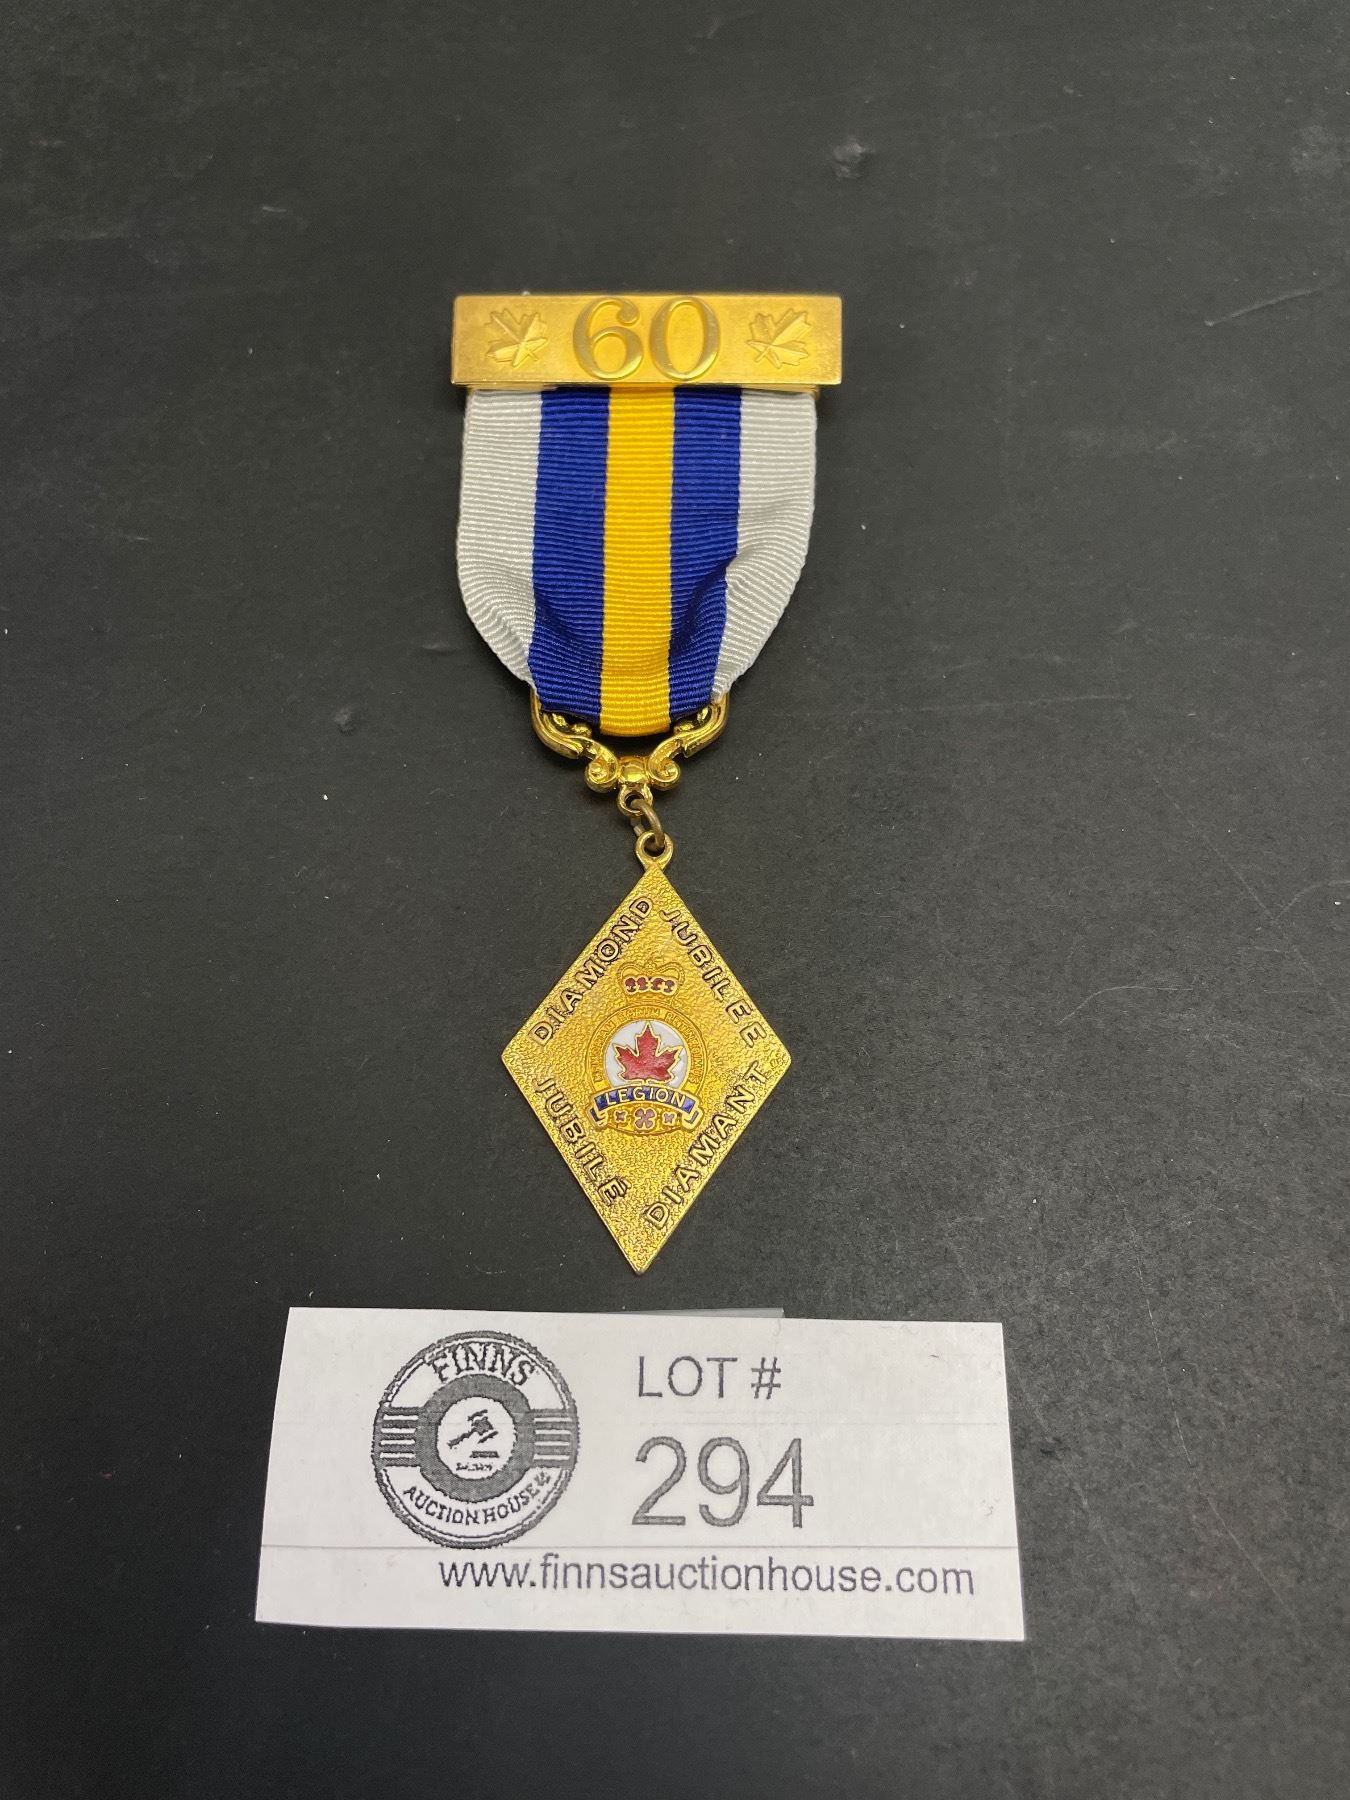 60
DIAMOND JUBILEE
LEGION
JUBILÉ DIAMANT
FINNS
AUCTION HOUSE
LOT #
294
www.finnsauctionhouse.com